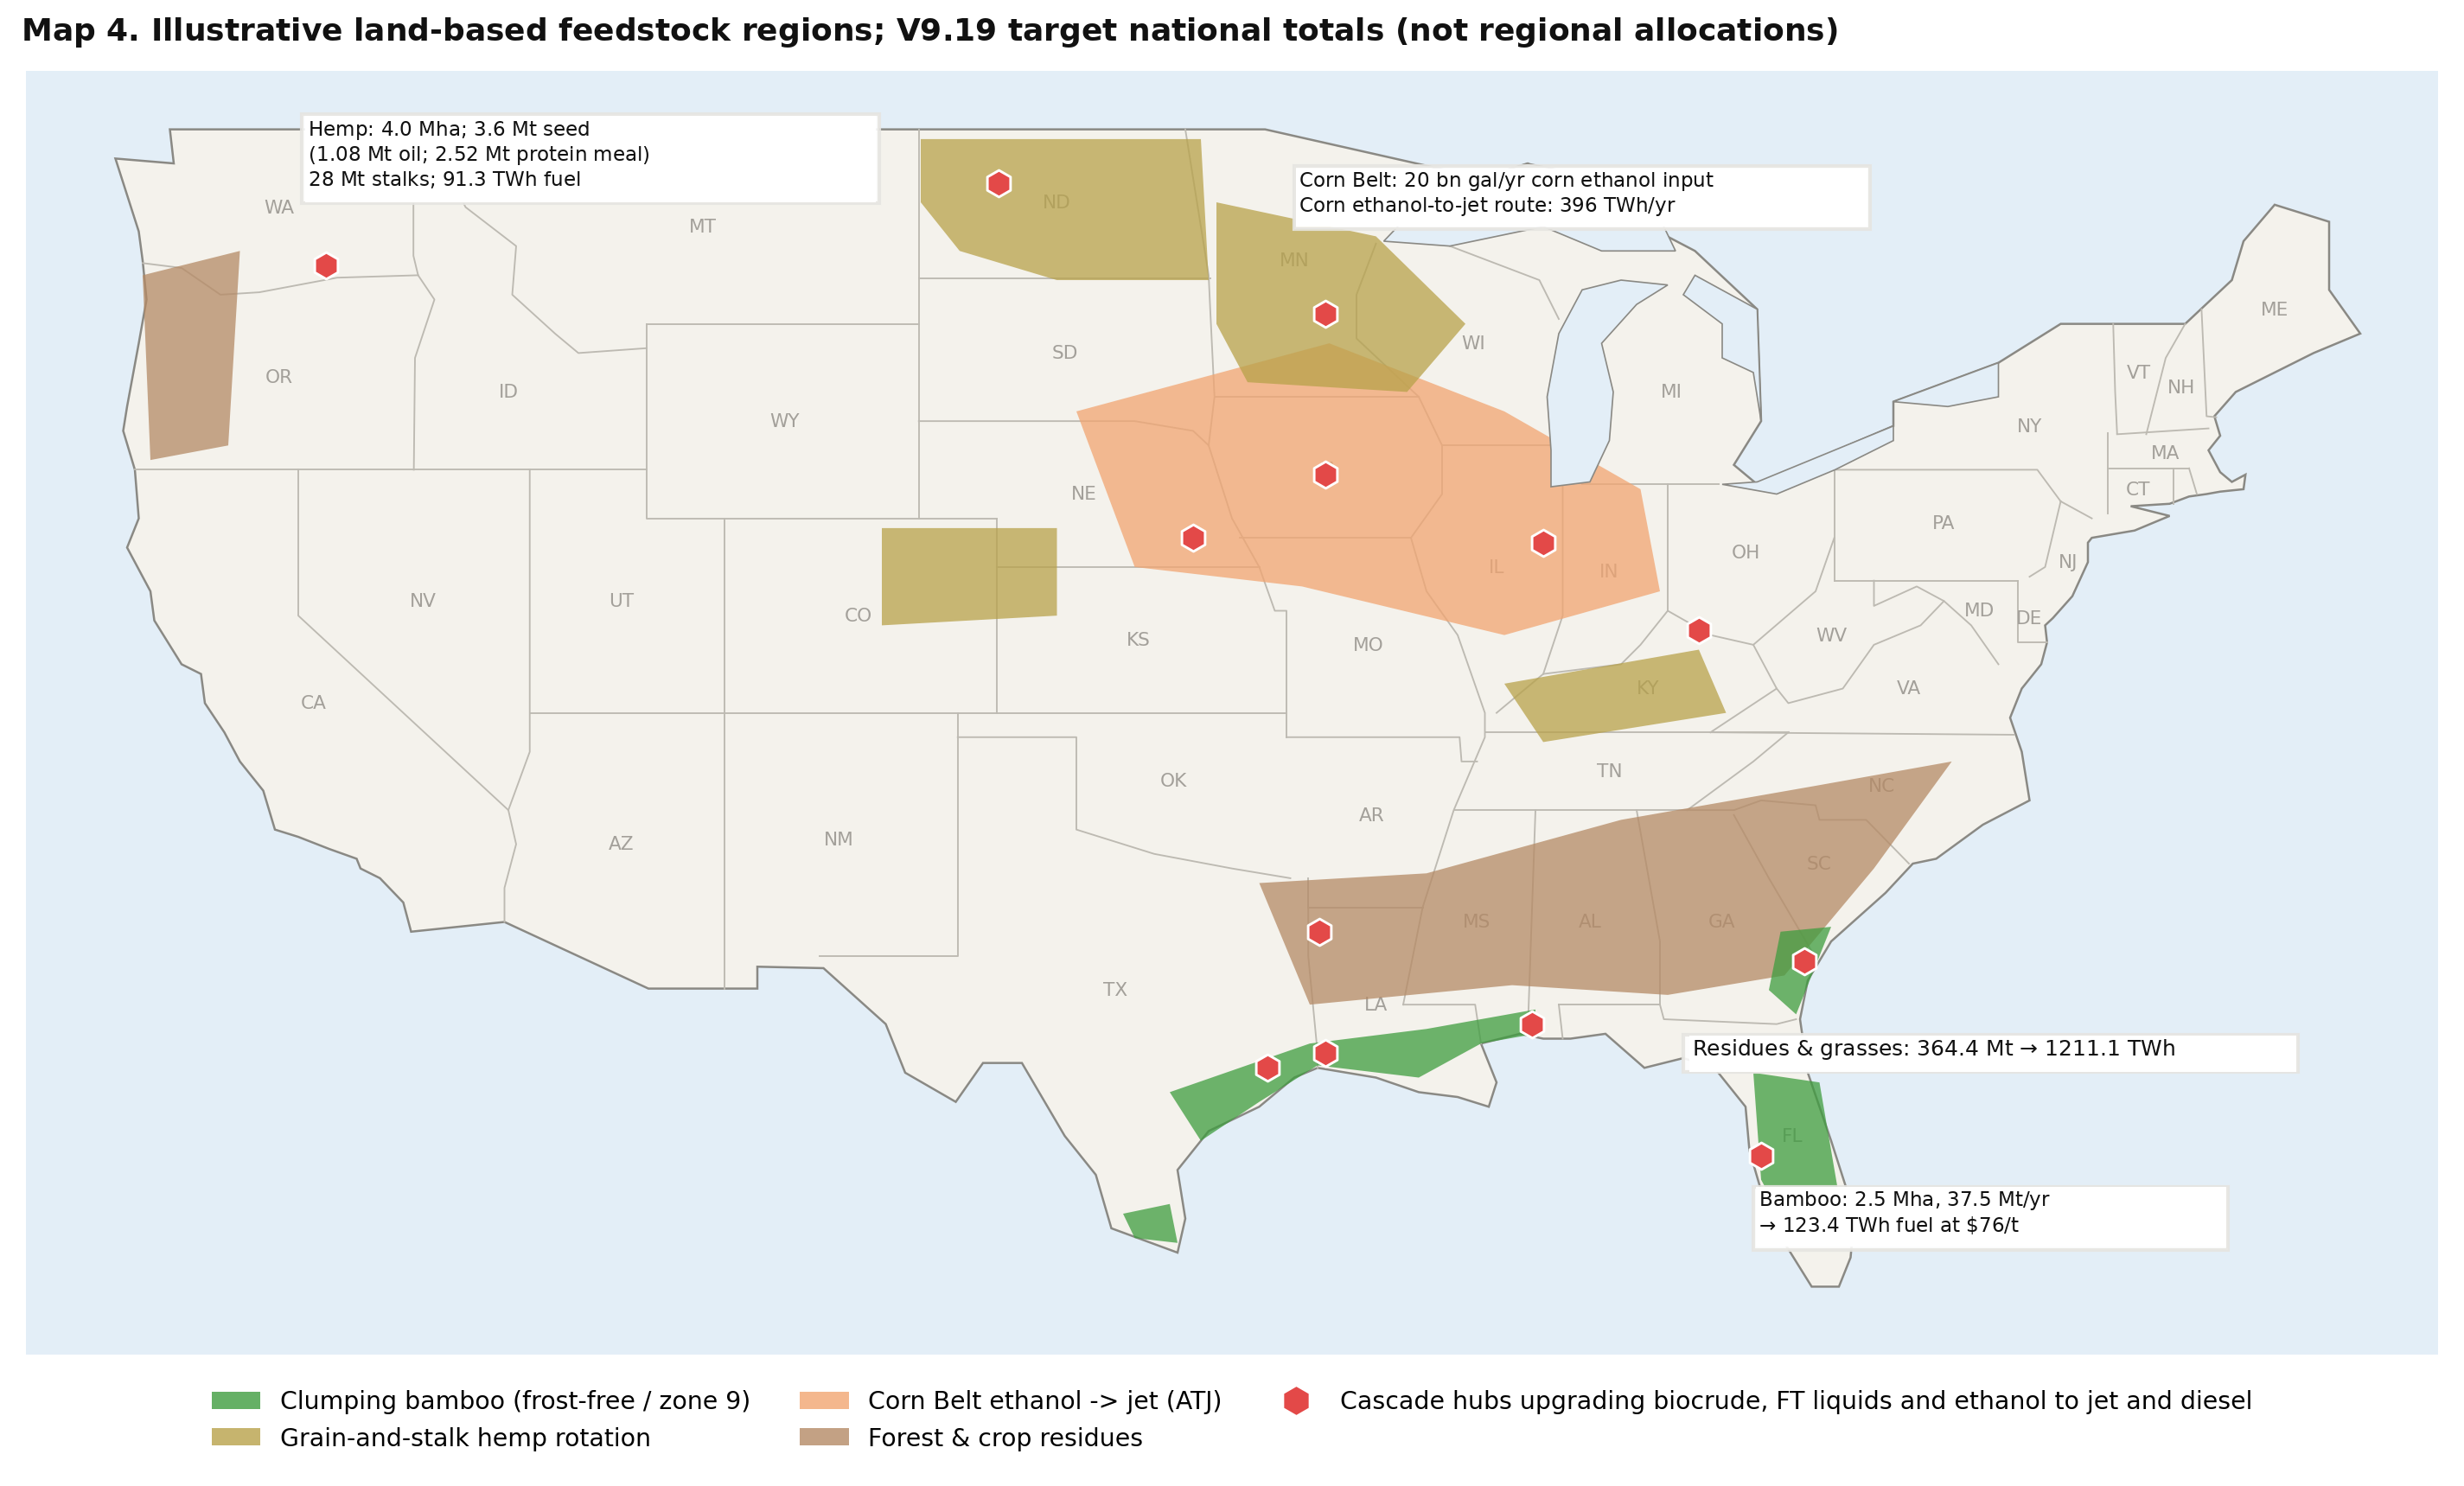 Map 4. Illustrative land-based feedstock regions; V9.19 target national totals (not regional allocations)
Hemp: 4.0 Mha; 3.6 Mt seed
(1.08 Mt oil; 2.52 Mt protein meal)
28 Mt stalks; 91.3 TWh fuel
Corn Belt: 20 bn gal/yr corn ethanol input
Corn ethanol-to-jet route: 396 TWh/yr
WA
MT
ND
MN
ME
OR
ID
SD
WI
MI
VT
NH
WY
NY
MA
NE
CT
PA
NV
UT
CO
IL
IN
OH
NJ
KS
MO
WV
MD
DE
CA
KY
VA
OK
TN
NC
AZ
NM
AR
SC
TX
LA
MS
AL
GA
Residues & grasses: 364.4 Mt → 1211.1 TWh
FL
Bamboo: 2.5 Mha, 37.5 Mt/yr
→ 123.4 TWh fuel at $76/t
Clumping bamboo (frost-free / zone 9)
Grain-and-stalk hemp rotation
Corn Belt ethanol -> jet (ATJ)
Forest & crop residues
Cascade hubs upgrading biocrude, FT liquids and ethanol to jet and diesel